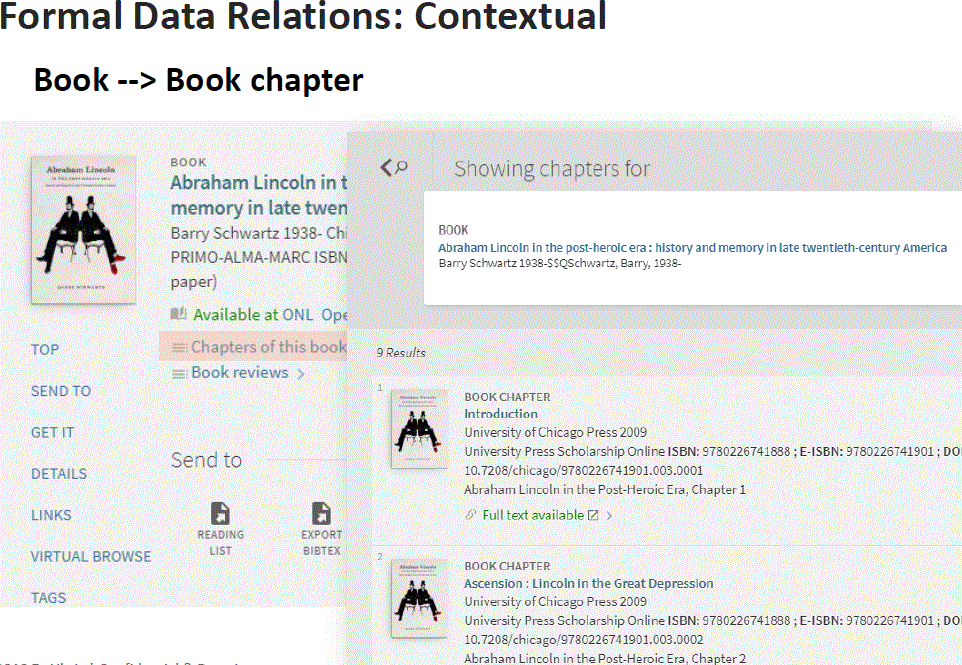 Formal Data Relations: Contextual
Book --> Book chapter
Abraham Lincoln
BARRY SCHWARTZ
BOOK
Abraham Lincoln in t
memory in late twen
Barry Schwartz 1938- Chi
PRIMO-ALMA-MARC ISBN
paper)
Available at ONL Ope
Chapters of this book
Book reviews
TOP
SEND TO
GET IT
DETAILS
LINKS
VIRTUAL BROWSE
TAGS
Send to
READING
LIST
EXPORT
BIBTEX
Showing chapters for
BOOK
Abraham Lincoln in the post-heroic era : history and memory in late twentieth-century America
Barry Schwartz 1938-$$QSchwartz, Barry, 1938-
9 Results
1
BOOK CHAPTER
Introduction
University of Chicago Press 2009
University Press Scholarship Online ISBN: 9780226741888 ; E-ISBN: 9780226741901 ; DOI
10.7208/chicago/9780226741901.003.0001
Abraham Lincoln in the Post-Heroic Era, Chapter 1
Full text available
2
BOOK CHAPTER
Ascension : Lincoln in the Great Depression
University of Chicago Press 2009
University Press Scholarship Online ISBN: 9780226741888 ; E-ISBN: 9780226741901 ; DOI
10.7208/chicago/9780226741901.003.0002
Abraham Lincoln in the Post-Heroic Era, Chapter 2